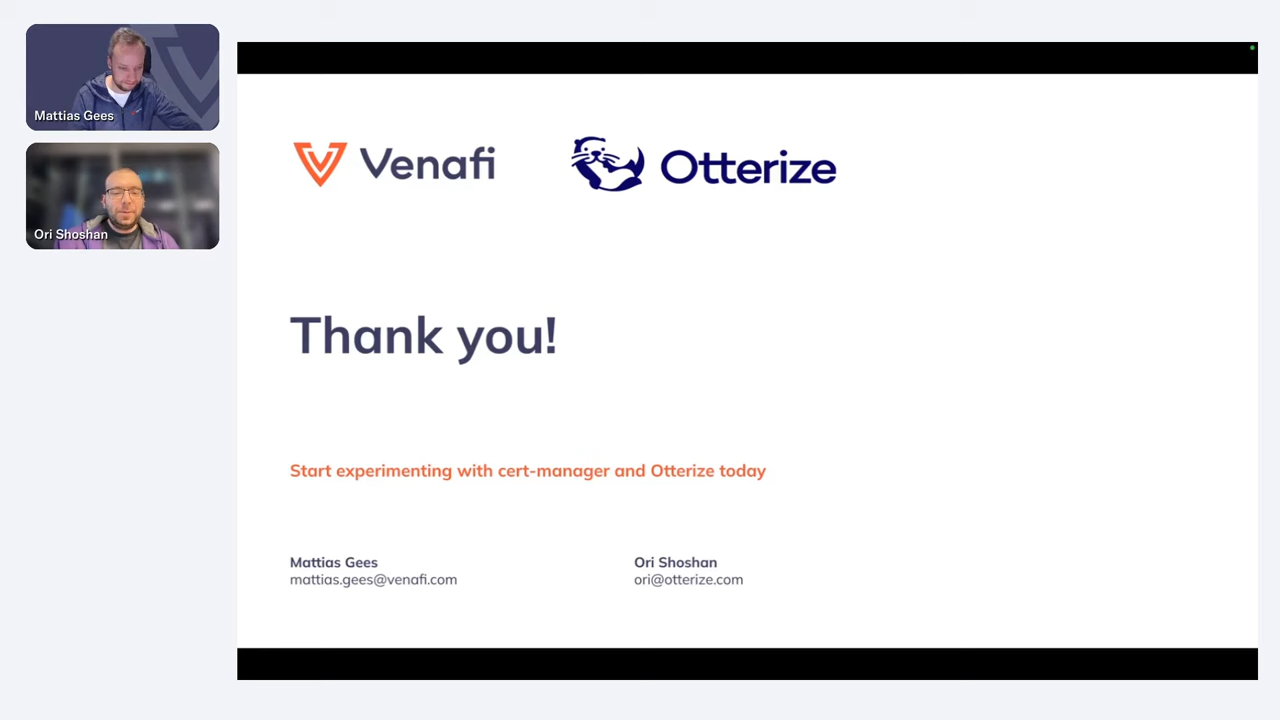 Mattias Gees
Ori Shoshan
Venafi
Otterize
Thank you!
Start experimenting with cert-manager and Otterize today
Mattias Gees
mattias.gees@venafi.com
Ori Shoshan
ori@otterize.com